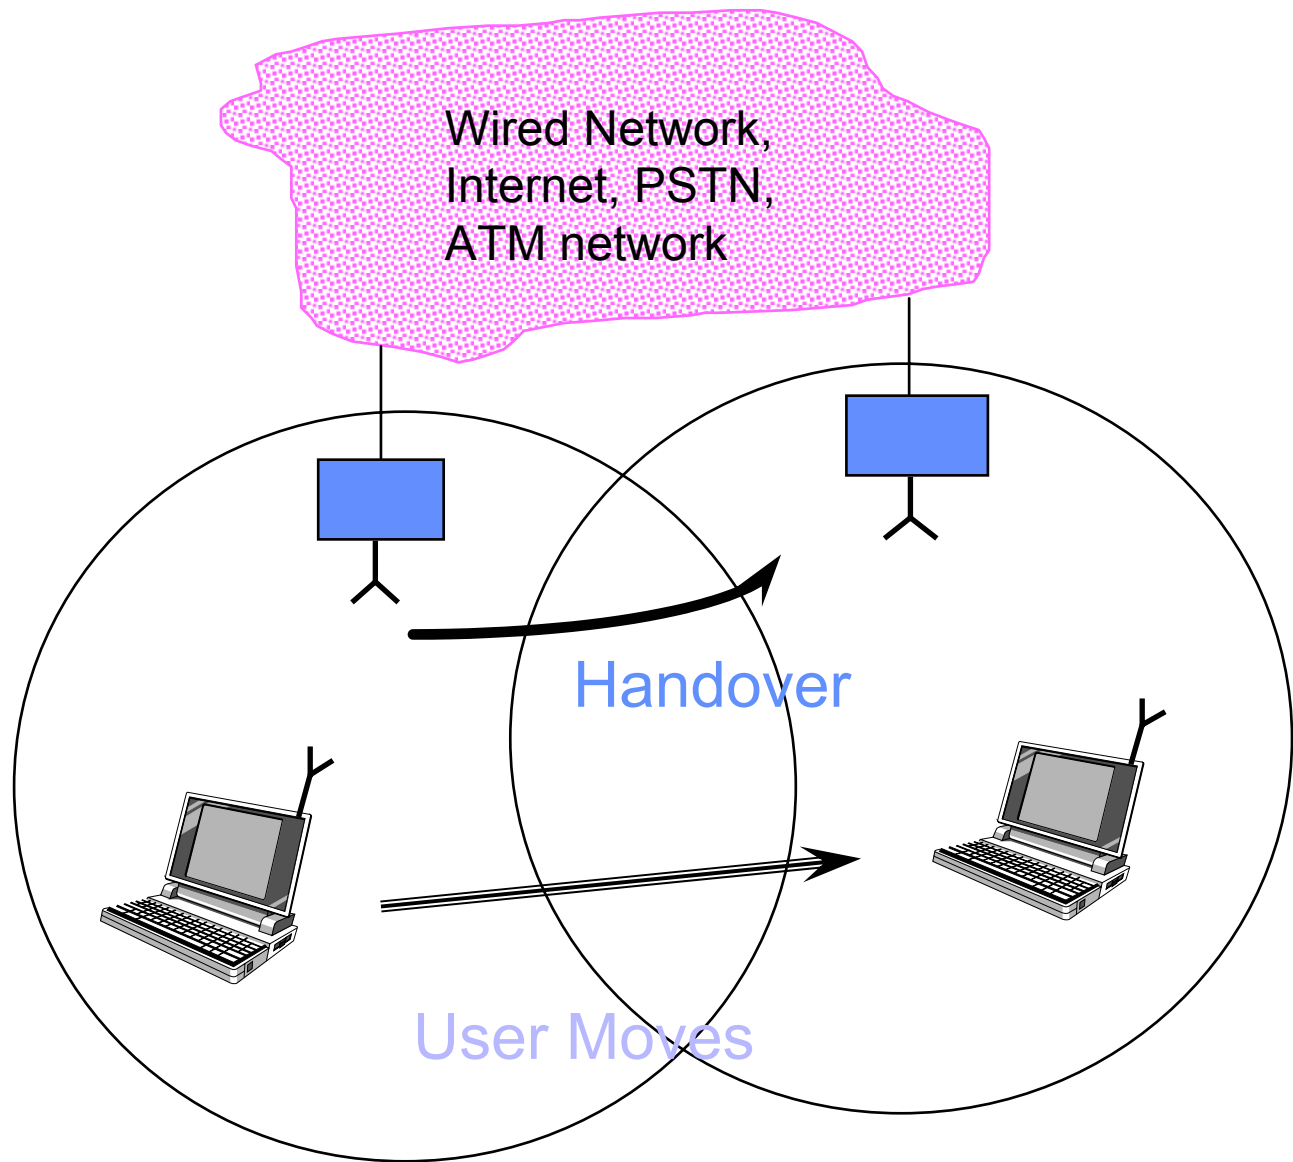 Wired Network,
Internet, PSTN,
ATM network
Handover
User Moves